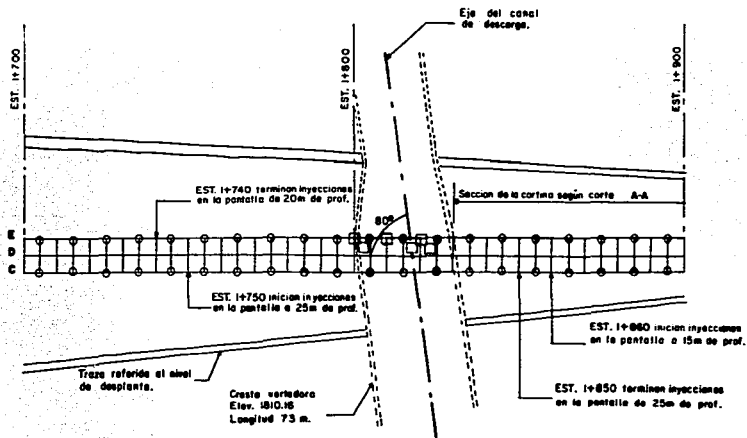 Eje del canal
de descarga.
EST. 1+700
EST. 1+800
EST. 1+900
EST. 1+740 terminan inyecciones
en la pantalla de 20m de prof.
Seccion de la cortina según corte A-A
80º
E
D
C
EST. 1+750 inician inyecciones
en la pantalla a 25m de prof.
EST. 1+860 inician inyecciones
en la pantalla a 15m de prof.
Traza referida al nivel
de desplante.
EST. 1+850 terminan inyecciones
en la pantalla de 25m de prof.
Cresta vertedora
Elev. 1810.16
Longitud 73 m.